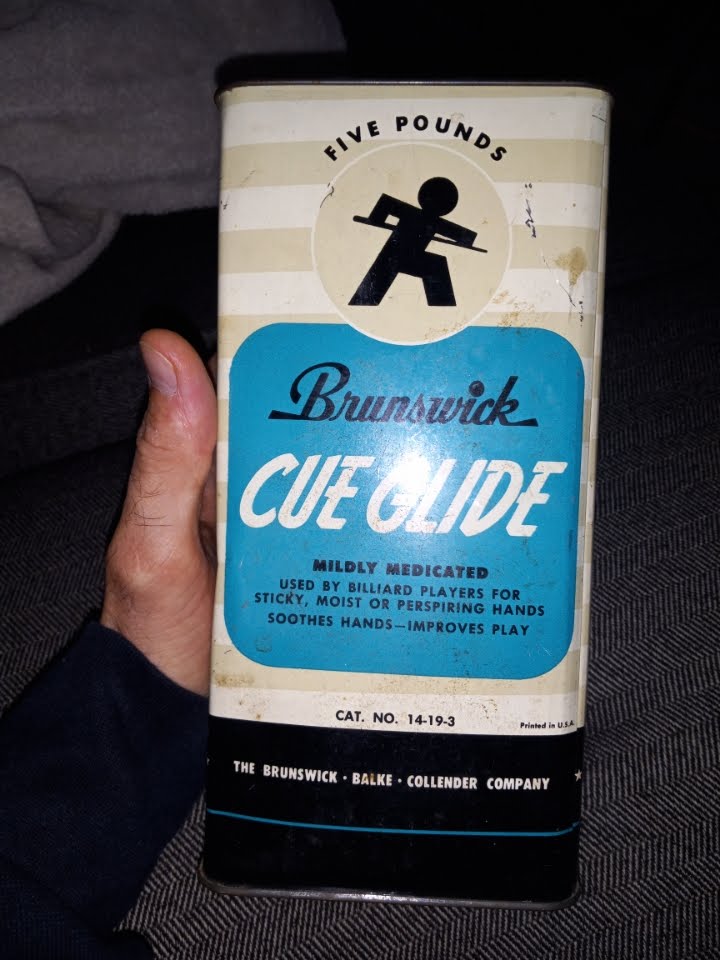 FIVE POUNDS
Brunswick
CUE GLIDE
MILDLY MEDICATED
USED BY BILLIARD PLAYERS FOR
STICKY, MOIST OR PERSPIRING HANDS
SOOTHES HANDS—IMPROVES PLAY
CAT. NO. 14-19-3
Printed in U.S.A.
THE BRUNSWICK · BALKE · COLLENDER COMPANY